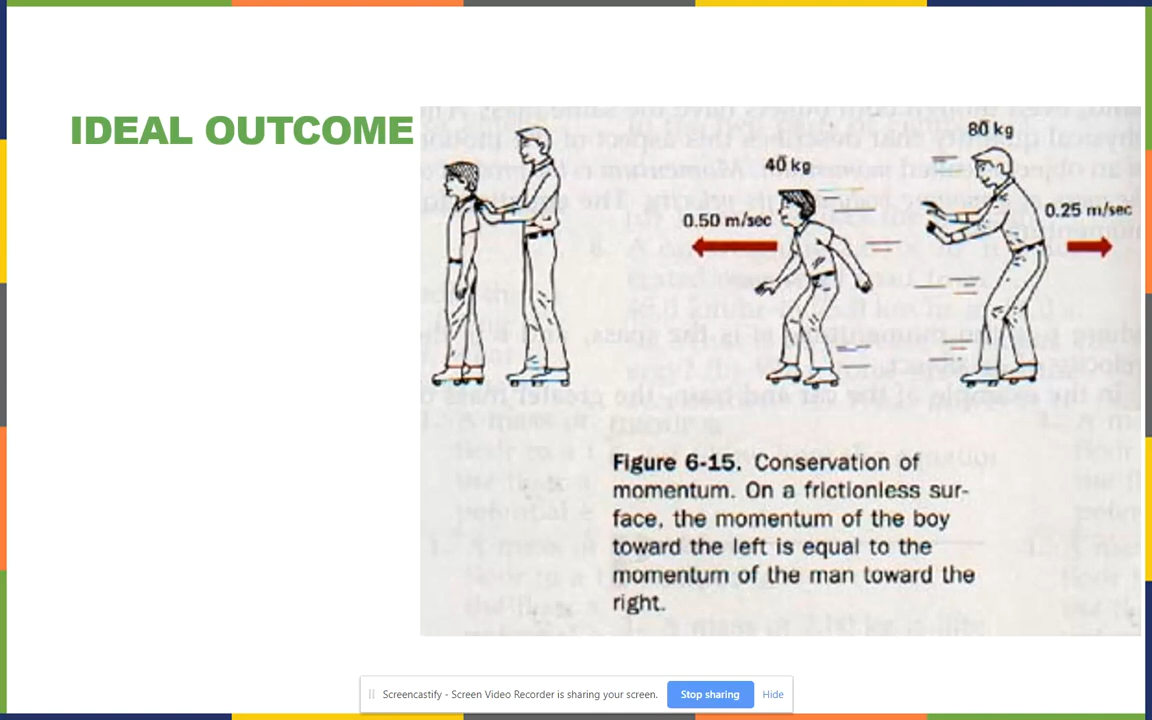 IDEAL OUTCOME
80 kg
40 kg
0.50 m/sec
0.25 m/sec
Figure 6-15. Conservation of
momentum. On a frictionless sur-
face, the momentum of the boy
toward the left is equal to the
momentum of the man toward the
right.
Screencastify - Screen Video Recorder is sharing your screen. Stop sharing Hide